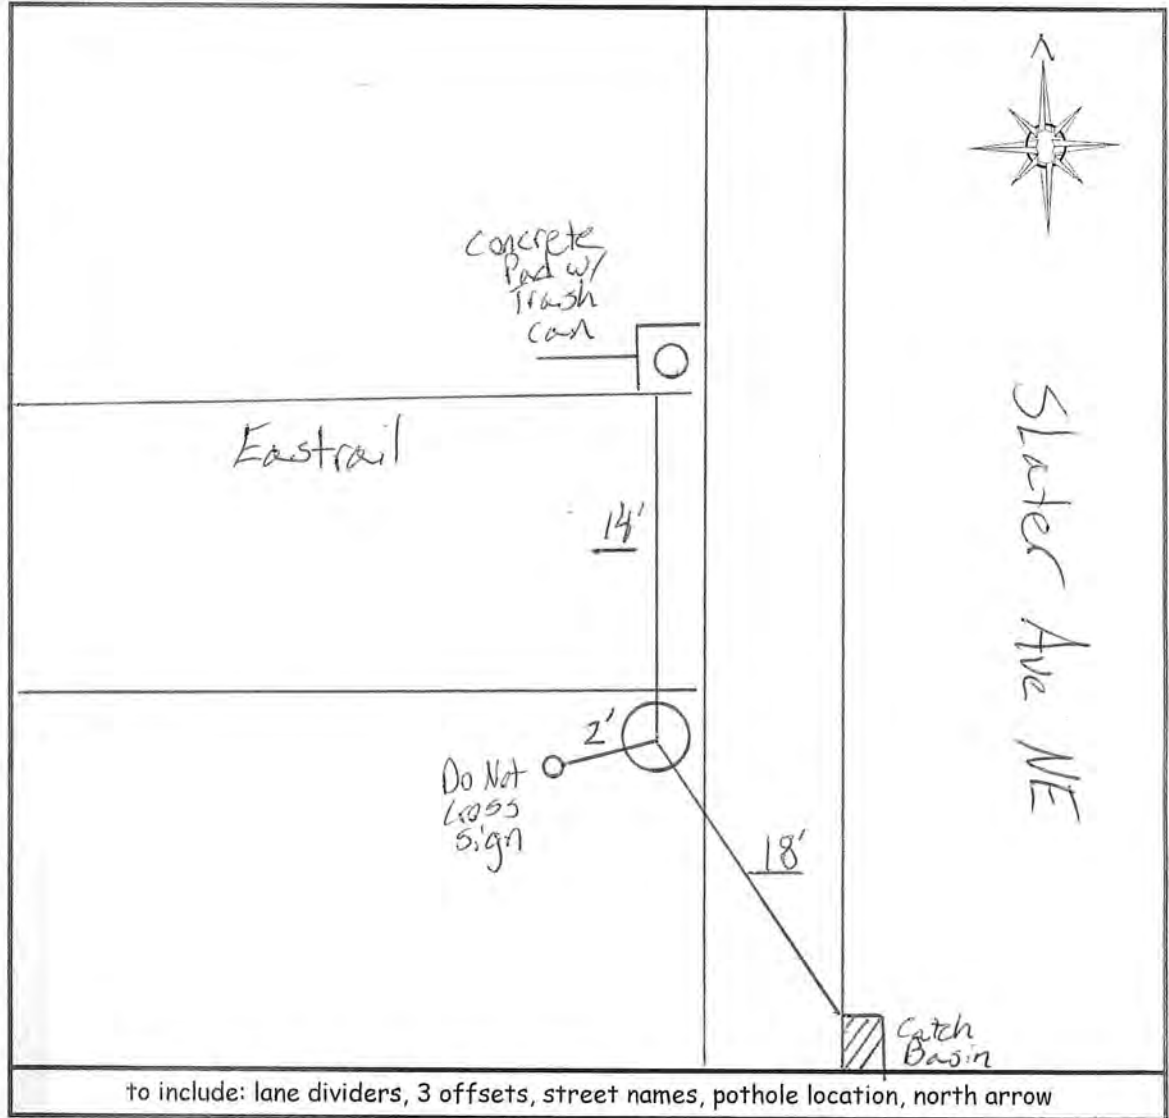 Concrete
Pad w/
Trash
Can
Eastrail
14'
2'
Do Not
Cross
Sign
18'
Slater Ave NE
Catch
Basin
to include: lane dividers, 3 offsets, street names, pothole location, north arrow